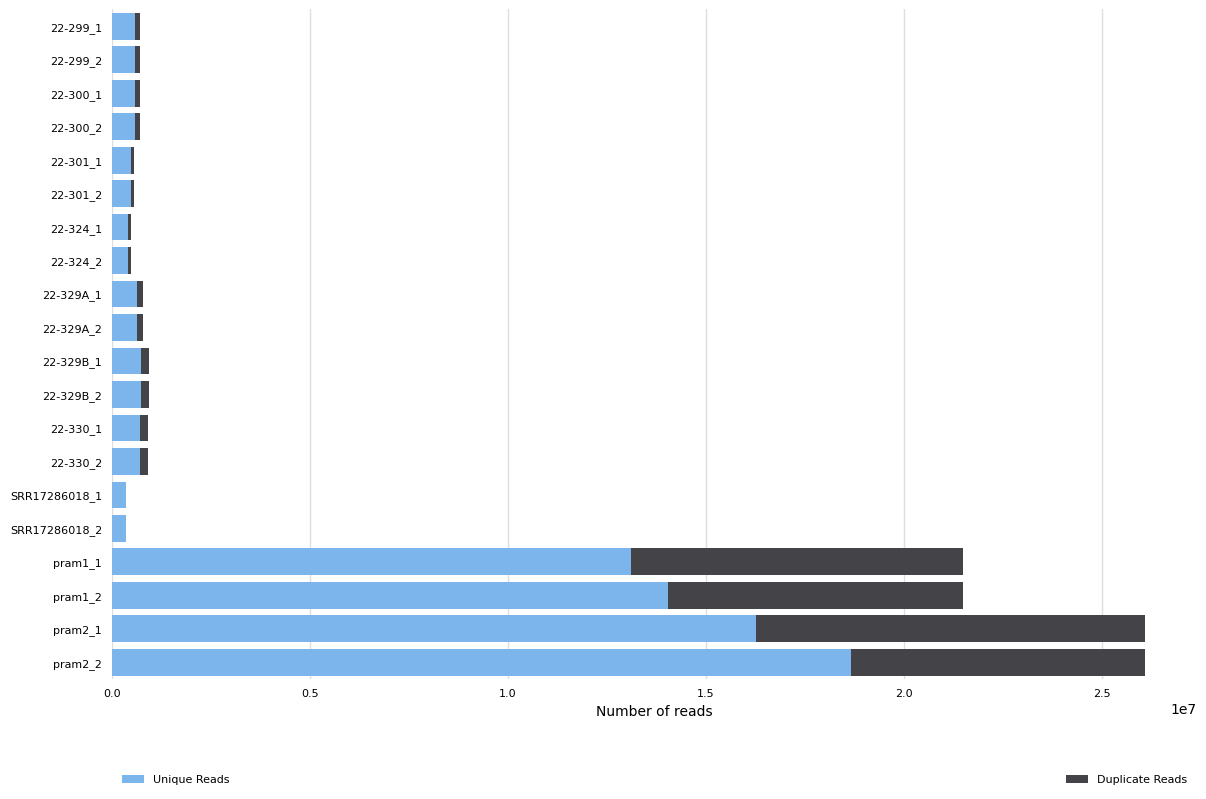 22-299_1
22-299_2
22-300_1
22-300_2
22-301_1
22-301_2
22-324_1
22-324_2
22-329A_1
22-329A_2
22-329B_1
22-329B_2
22-330_1
22-330_2
SRR17286018_1
SRR17286018_2
pram1_1
pram1_2
pram2_1
pram2_2
0.0 0.5 1.0 1.5 2.0 2.5
Number of reads
1e7
Unique Reads Duplicate Reads